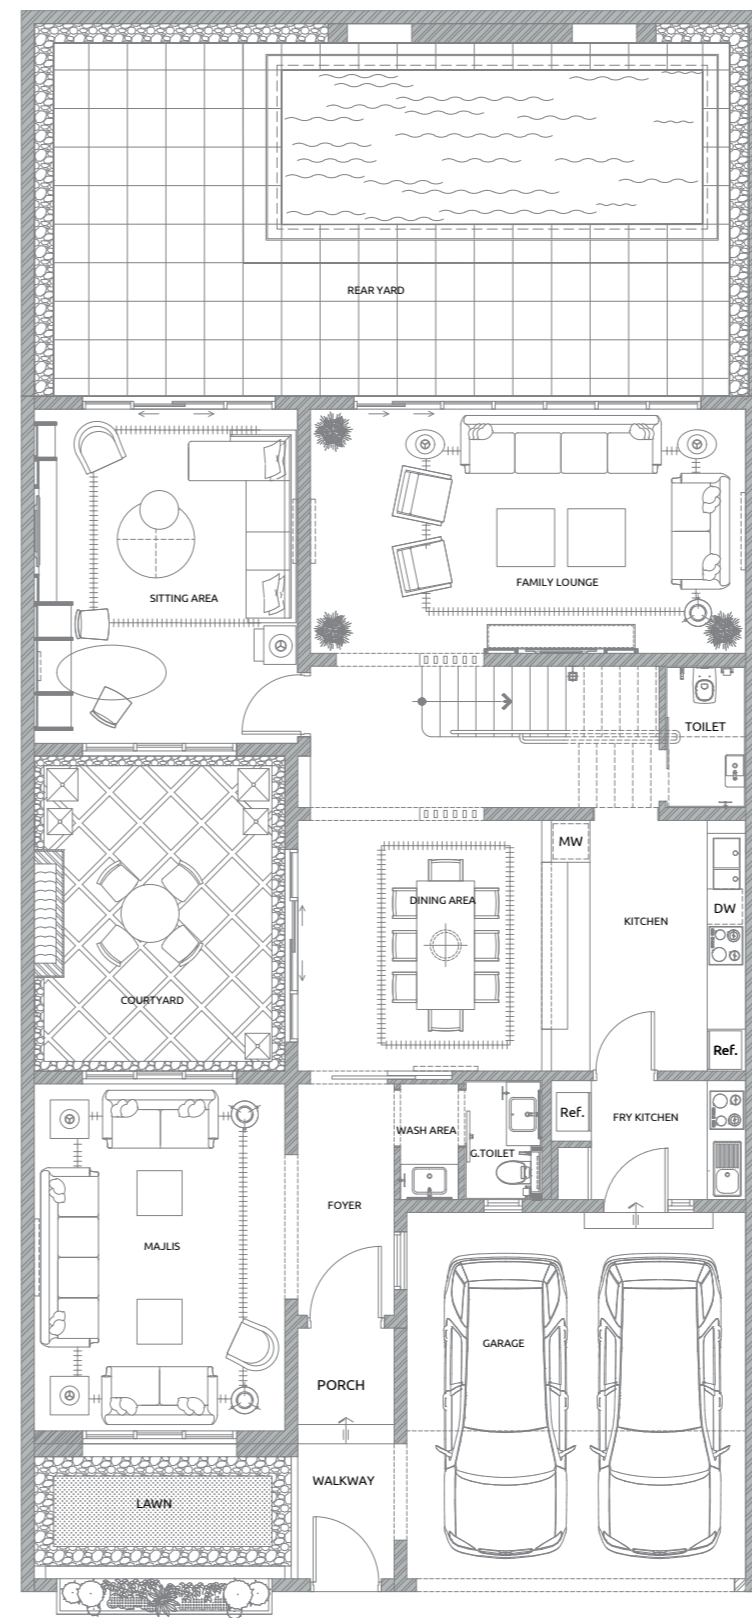 REAR YARD
SITTING AREA
FAMILY LOUNGE
TOILET
MW
DINING AREA
KITCHEN
DW
COURTYARD
Ref.
Ref.
FRY KITCHEN
WASH AREA
G.TOILET
FOYER
MAJLIS
GARAGE
PORCH
WALKWAY
LAWN